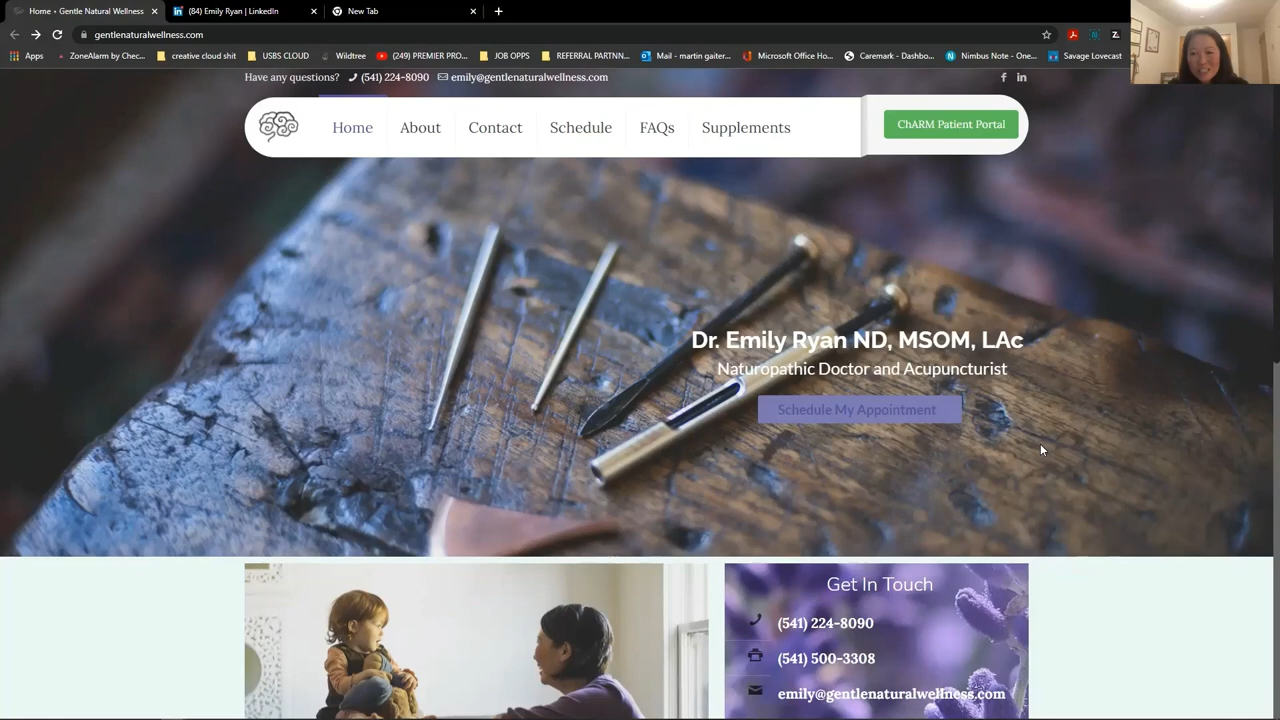 Home • Gentle Natural Wellness
(84) Emily Ryan | LinkedIn
New Tab
gentlenaturalwellness.com
Apps
ZoneAlarm by Chec...
creative cloud shit
USBS CLOUD
Wildtree
(249) PREMIER PRO...
JOB OPPS
REFERRAL PARTNN...
Mail - martin gaiter...
Microsoft Office Ho...
Caremark - Dashbo...
Nimbus Note - One...
Savage Lovecast
Have any questions? (541) 224-8090 emily@gentlenaturalwellness.com
Home
About
Contact
Schedule
FAQs
Supplements
ChARM Patient Portal
Dr. Emily Ryan ND, MSOM, LAc
Naturopathic Doctor and Acupuncturist
Schedule My Appointment
Get In Touch
(541) 224-8090
(541) 500-3308
emily@gentlenaturalwellness.com